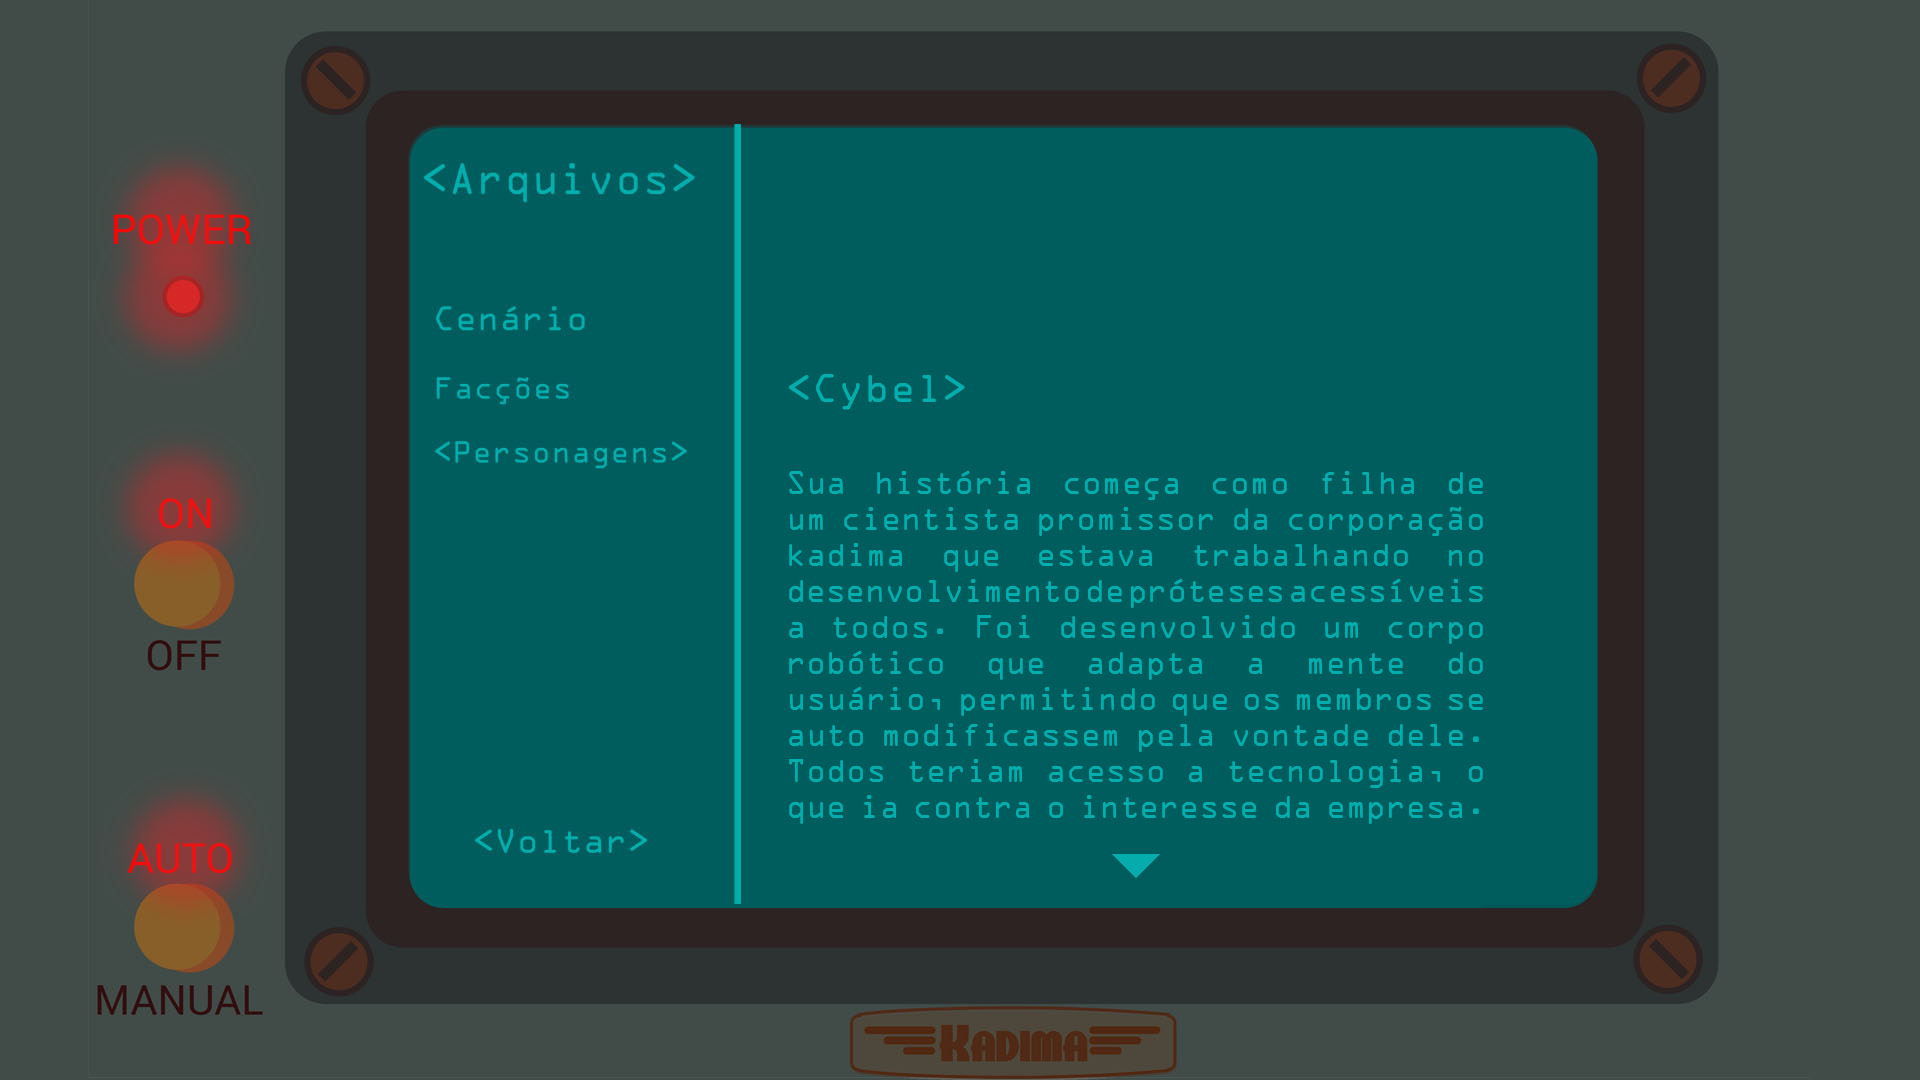 POWER
ON
OFF
AUTO
MANUAL
<Arquivos>
Cenário
Facções
<Personagens>
<Voltar>
<Cybel>
Sua história começa como filha de
um cientista promissor da corporação
kadima que estava trabalhando no
desenvolvimento de próteses acessíveis
a todos. Foi desenvolvido um corpo
robótico que adapta a mente do
usuário, permitindo que os membros se
auto modificassem pela vontade dele.
Todos teriam acesso a tecnologia, o
que ia contra o interesse da empresa.
KADIMA